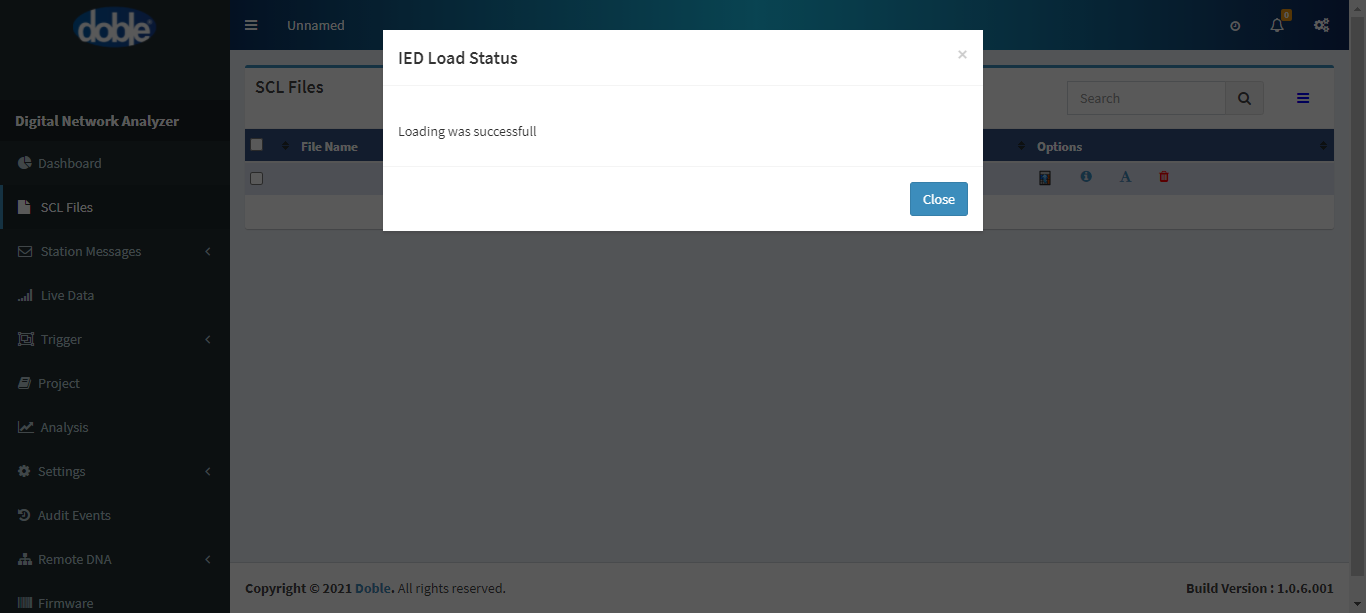 doble
Unnamed
0
IED Load Status
×
SCL Files
Search
Digital Network Analyzer
Loading was successfull
File Name
Options
Dashboard
A
SCL Files
Close
Station Messages
Live Data
Trigger
Project
Analysis
Settings
Audit Events
Remote DNA
Copyright © 2021 Doble. All rights reserved.
Build Version : 1.0.6.001
Firmware